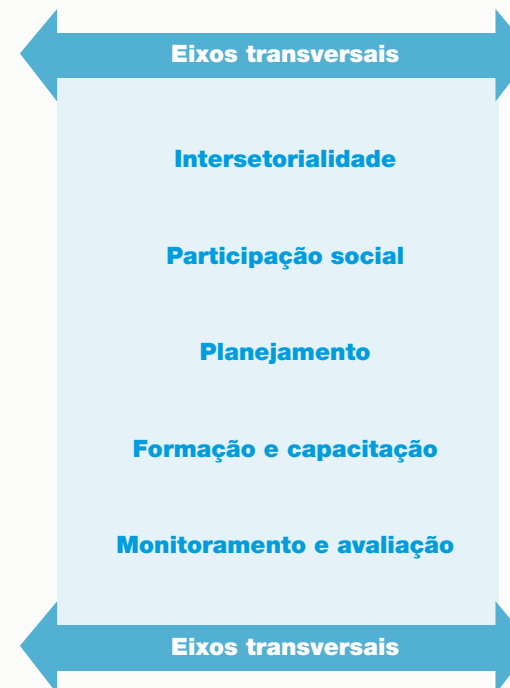 Eixos transversais
Intersetorialidade
Participação social
Planejamento
Formação e capacitação
Monitoramento e avaliação
Eixos transversais